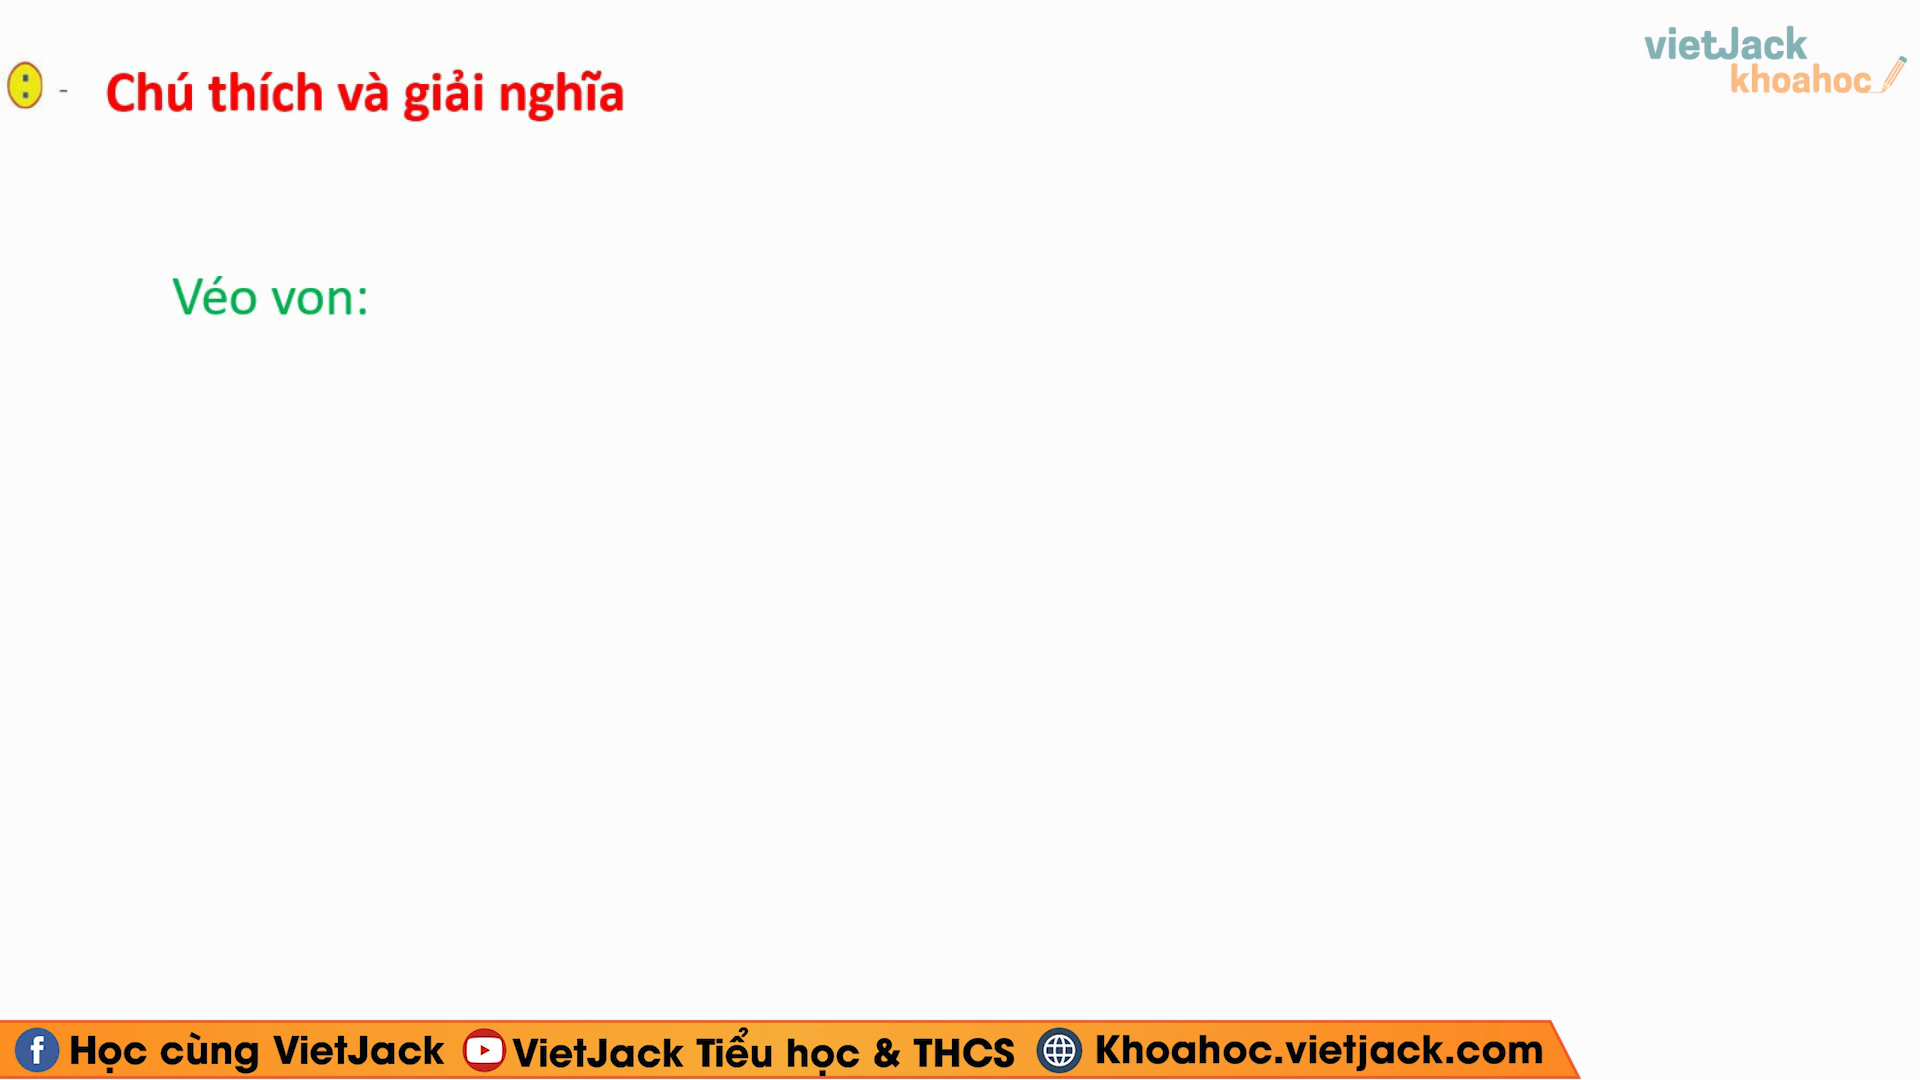 vietJack
khoahoc
: - Chú thích và giải nghĩa
Véo von:
Học cùng VietJack VietJack Tiểu học & THCS Khoahoc.vietjack.com